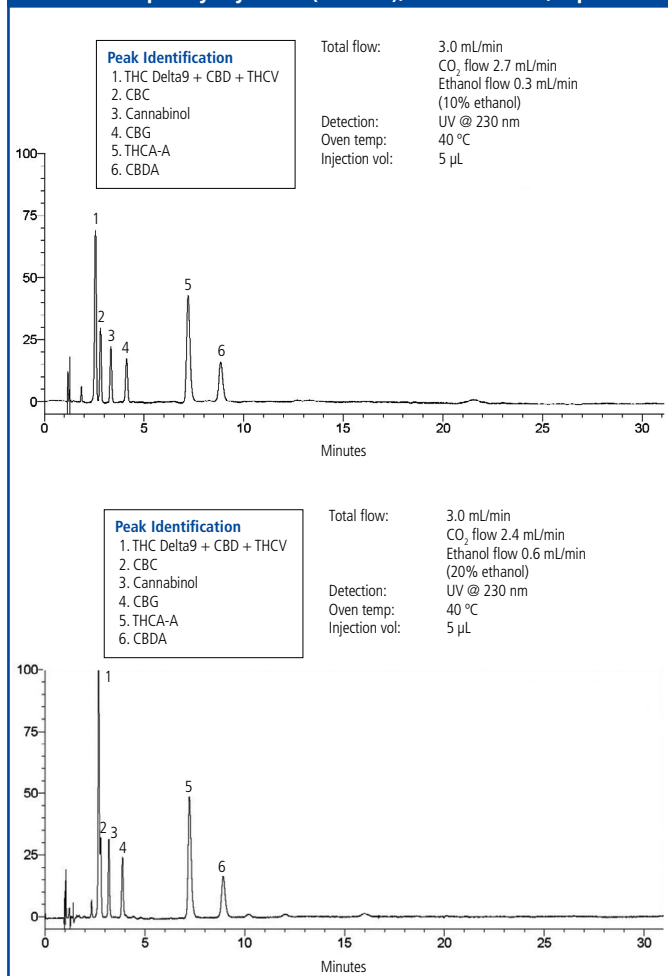 Peak Identification
1. THC Delta9 + CBD + THCV
2. CBC
3. Cannabinol
4. CBG
5. THCA-A
6. CBDA
Total flow: 3.0 mL/min
CO2 flow 2.7 mL/min
Ethanol flow 0.3 mL/min
(10% ethanol)
Detection: UV @ 230 nm
Oven temp: 40 ºC
Injection vol: 5 µL
100
75
50
25
0
1
2
3
4
5
6
0 5 10 15 20 25 30
Minutes
Peak Identification
1. THC Delta9 + CBD + THCV
2. CBC
3. Cannabinol
4. CBG
5. THCA-A
6. CBDA
Total flow: 3.0 mL/min
CO2 flow 2.4 mL/min
Ethanol flow 0.6 mL/min
(20% ethanol)
Detection: UV @ 230 nm
Oven temp: 40 ºC
Injection vol: 5 µL
100
75
50
25
0
1
2
3
4
5
6
0 5 10 15 20 25 30
Minutes